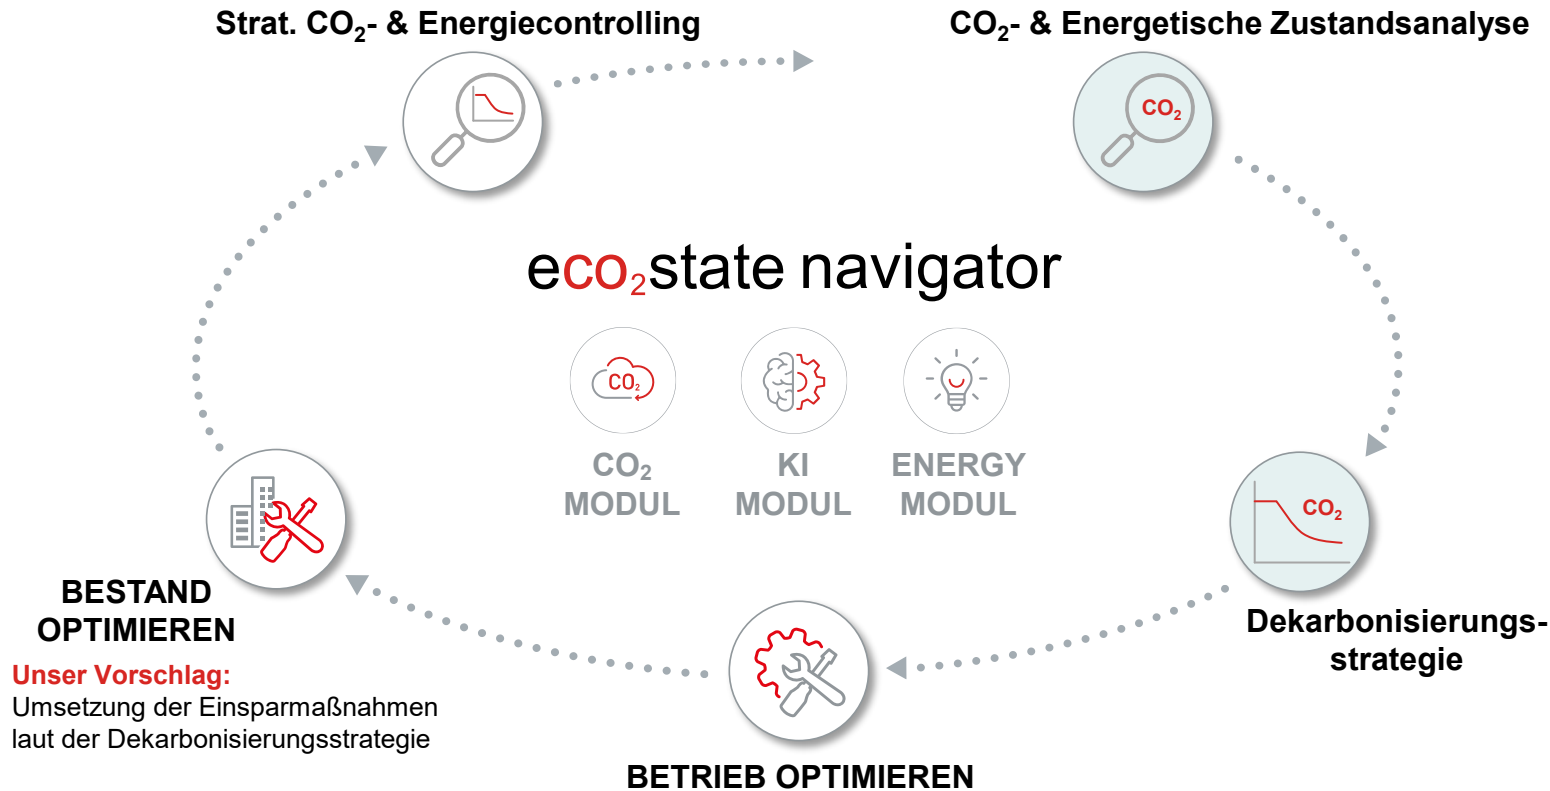 Strat. CO₂- & Energiecontrolling
CO₂- & Energetische Zustandsanalyse
CO₂
eco₂state navigator
CO₂
CO₂
MODUL
KI
MODUL
ENERGY
MODUL
CO₂
Dekarbonisierungs-
strategie
BETRIEB OPTIMIEREN
BESTAND
OPTIMIEREN
Unser Vorschlag:
Umsetzung der Einsparmaßnahmen
laut der Dekarbonisierungsstrategie